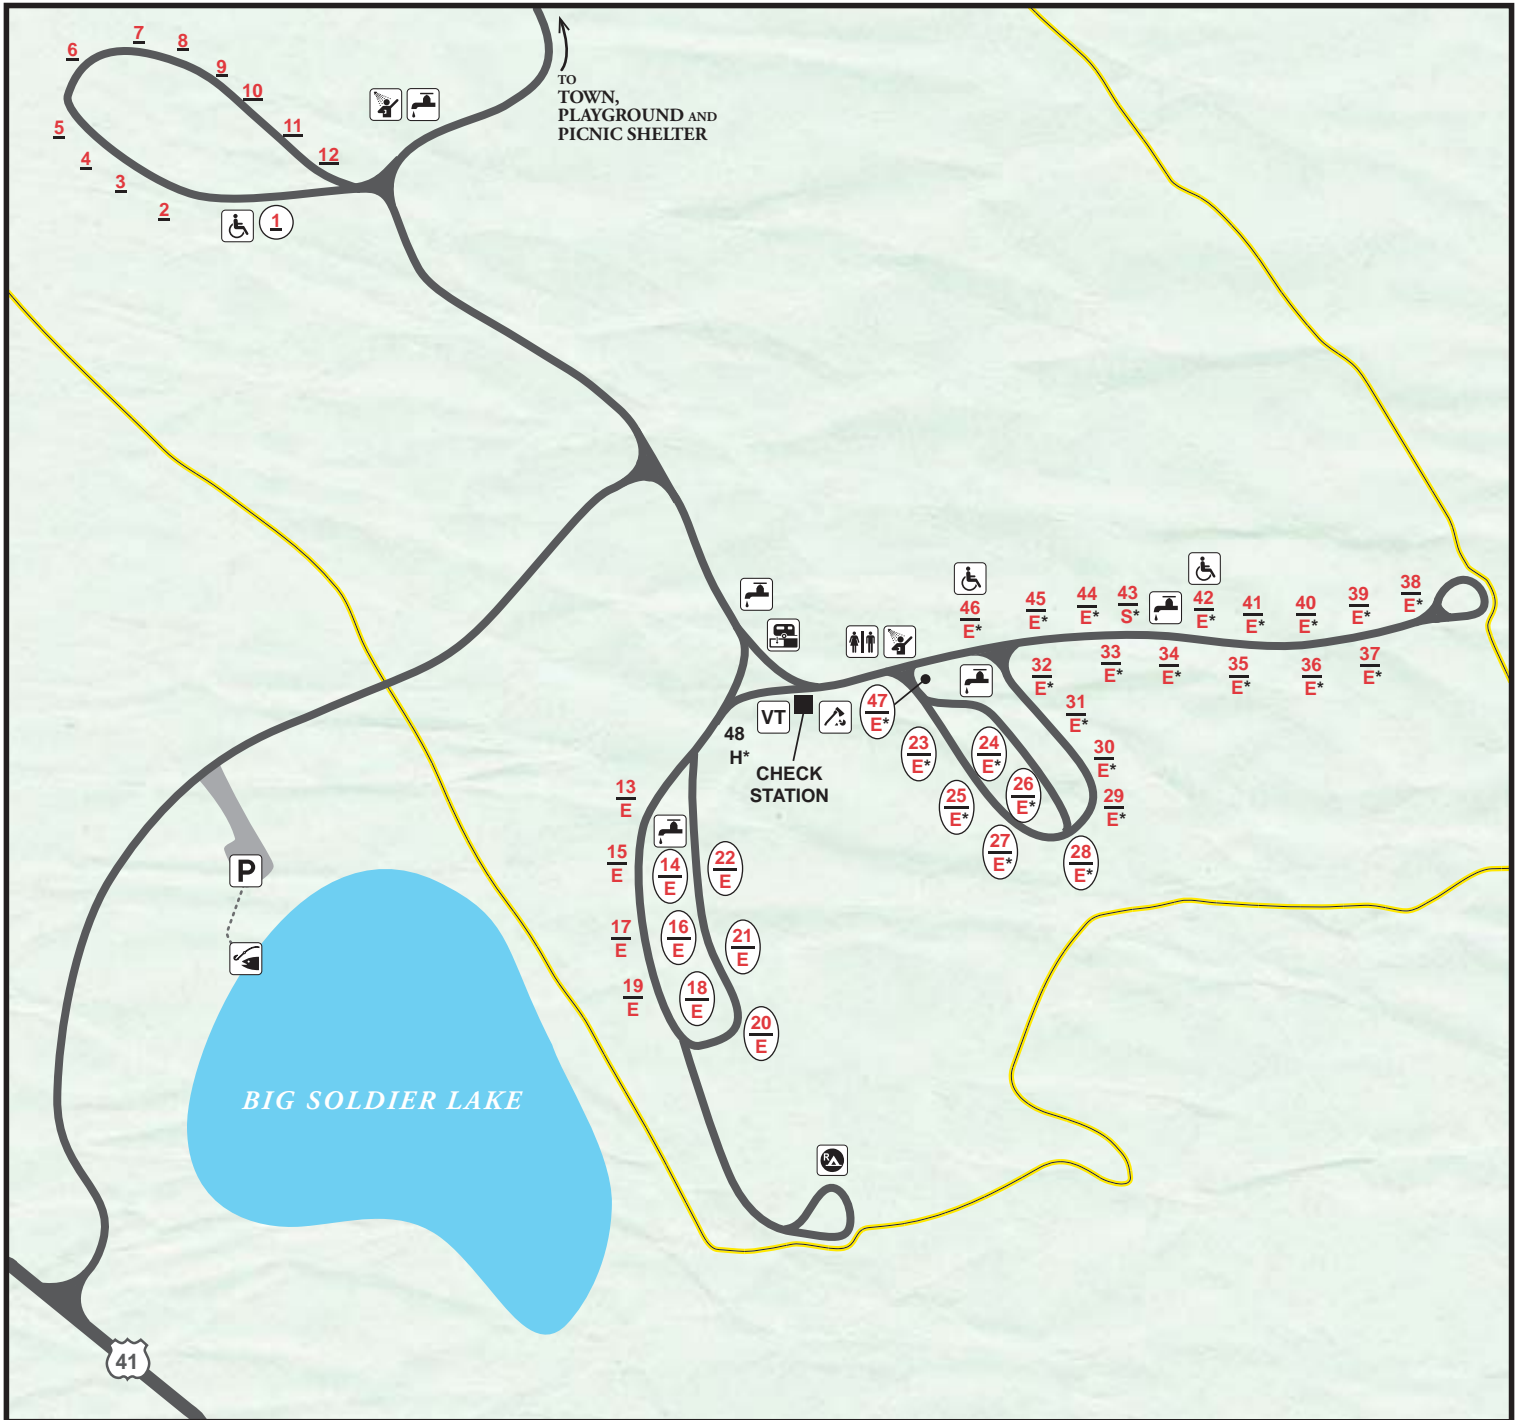 7
8
6
9
10
11
12
5
4
3
2
1
TO
TOWN,
PLAYGROUND AND
PICNIC SHELTER
38
E*
39
E*
40
E*
41
E*
42
E*
43
S*
44
E*
45
E*
46
E*
32
E*
33
E*
34
E*
35
E*
36
E*
37
E*
31
E*
30
E*
29
E*
28
E*
47
E*
23
E*
24
E*
25
E*
26
E*
27
E*
VT
48
H*
CHECK
STATION
13
E
15
E
14
E
22
E
17
E
16
E
21
E
19
E
18
E
20
E
P
BIG SOLDIER LAKE
R
41